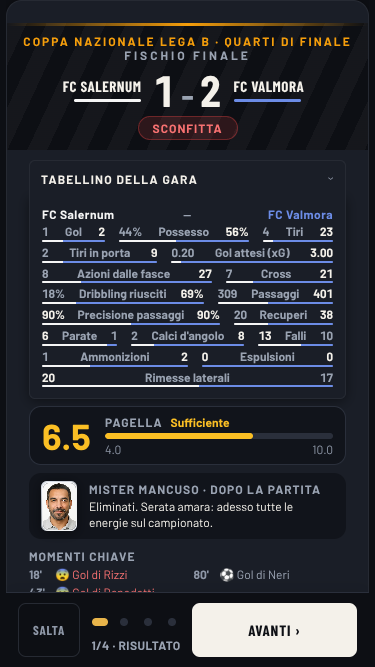 COPPA NAZIONALE LEGA B · QUARTI DI FINALE
FISCHIO FINALE
FC SALERNUM 1 - 2 FC VALMORA
SCONFITTA
TABELLINO DELLA GARA
FC Salernum — FC Valmora
1 Gol 2 44% Possesso 56% 4 Tiri 23
2 Tiri in porta 9 0.20 Gol attesi (xG) 3.00
8 Azioni dalle fasce 27 7 Cross 21
18% Dribbling riusciti 69% 309 Passaggi 401
90% Precisione passaggi 90% 20 Recuperi 38
6 Parate 1 2 Calci d'angolo 8 13 Falli 10
1 Ammonizioni 2 0 Espulsioni 0
20 Rimesse laterali 17
6.5 PAGELLA Sufficiente
4.0 10.0
MISTER MANCUSO · DOPO LA PARTITA
Eliminati. Serata amara: adesso tutte le
energie sul campionato.
MOMENTI CHIAVE
18' Gol di Rizzi 80' Gol di Neri
43' Gol di Benedetti
SALTA
1/4 · RISULTATO
AVANTI ›